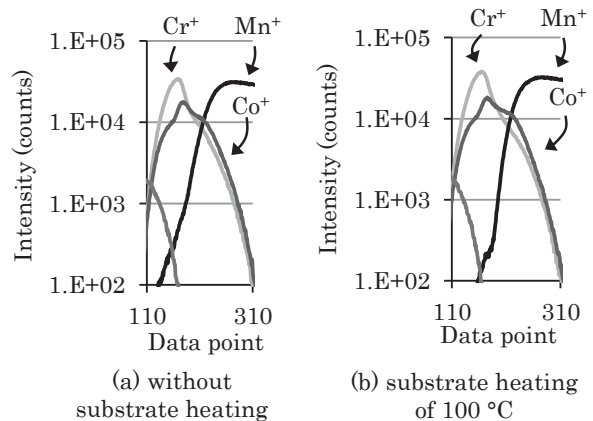 Cr⁺
Mn⁺
1.E+05
1.E+04
1.E+03
1.E+02
Co⁺
Intensity (counts)
110
310
Data point
(a) without
substrate heating
Cr⁺
Mn⁺
1.E+05
1.E+04
1.E+03
1.E+02
Co⁺
Intensity (counts)
110
310
Data point
(b) substrate heating
of 100 °C